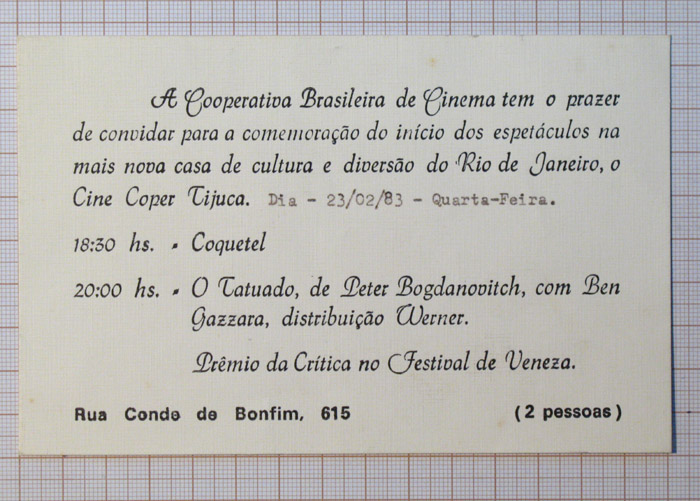 A Cooperativa Brasileira de Cinema tem o prazer
de convidar para a comemoração do início dos espetáculos na
mais nova casa de cultura e diversão do Rio de Janeiro, o
Cine Coper Tijuca. Dia - 23/02/83 - Quarta-Feira.
18:30 hs. - Coquetel
20:00 hs. - O Tatuado, de Peter Bogdanovitch, com Ben
Gazzara, distribuição Werner.
Prêmio da Crítica no Festival de Veneza.
Rua Conde de Bonfim, 615 (2 pessoas)